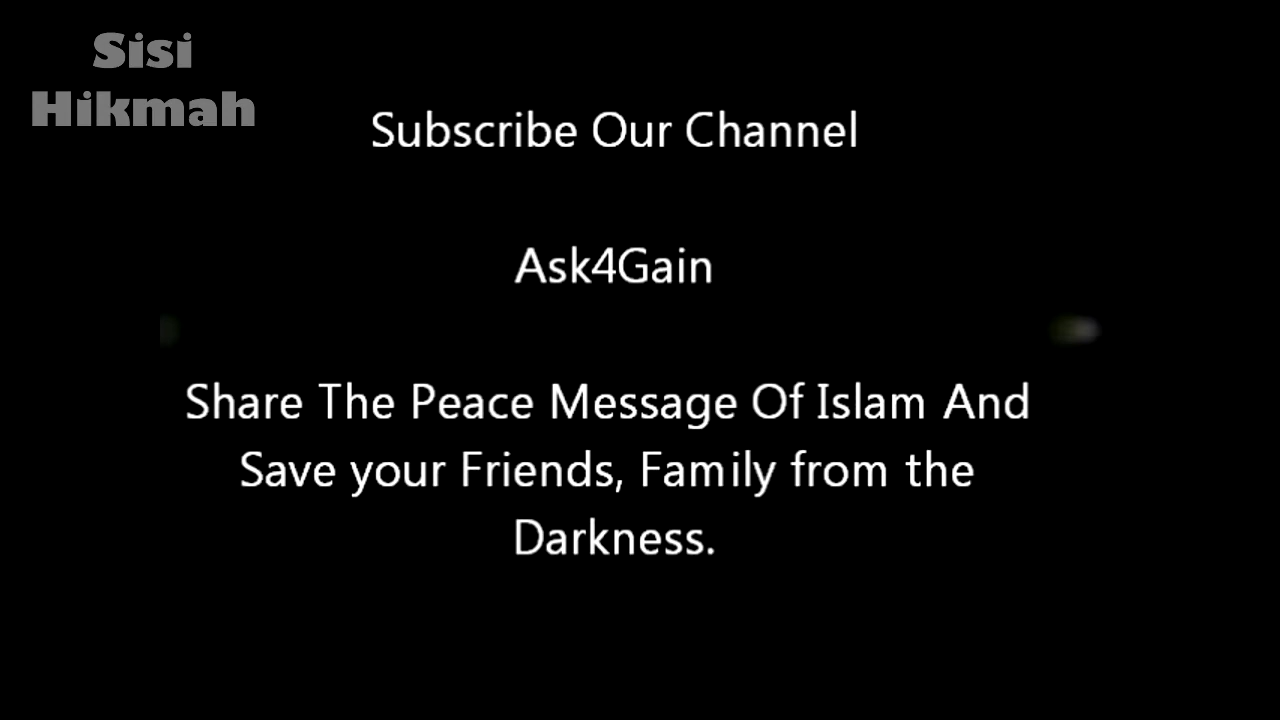 Sisi
Hikmah
Subscribe Our Channel
Ask4Gain
Share The Peace Message Of Islam And
Save your Friends, Family from the
Darkness.